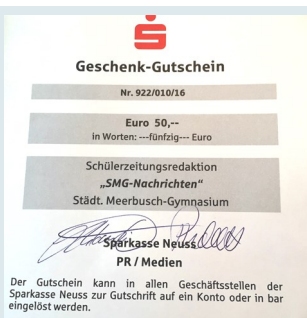 Geschenk-Gutschein
Nr. 922/010/16
Euro 50,--
in Worten: ---fünfzig--- Euro
Schülerzeitungsredaktion
„SMG-Nachrichten“
Städt. Meerbusch-Gymnasium
Sparkasse Neuss
PR / Medien
Der Gutschein kann in allen Geschäftsstellen der
Sparkasse Neuss zur Gutschrift auf ein Konto oder in bar
eingelöst werden.